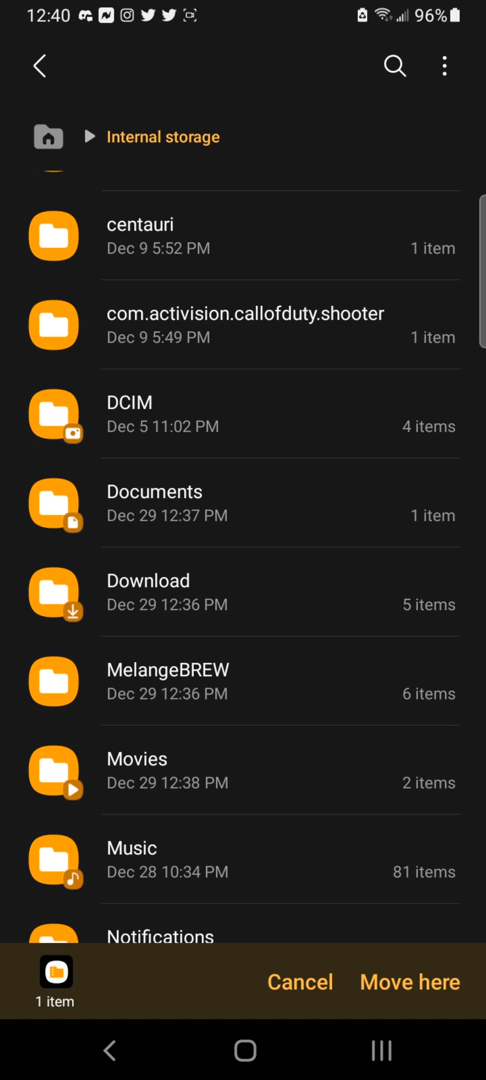 12:40
96%
Internal storage
centauri
Dec 9 5:52 PM
1 item
com.activision.callofduty.shooter
Dec 9 5:49 PM
1 item
DCIM
Dec 5 11:02 PM
4 items
Documents
Dec 29 12:37 PM
1 item
Download
Dec 29 12:36 PM
5 items
MelangeBREW
Dec 29 12:36 PM
6 items
Movies
Dec 29 12:38 PM
2 items
Music
Dec 28 10:34 PM
81 items
Notifications
1 item
Cancel
Move here